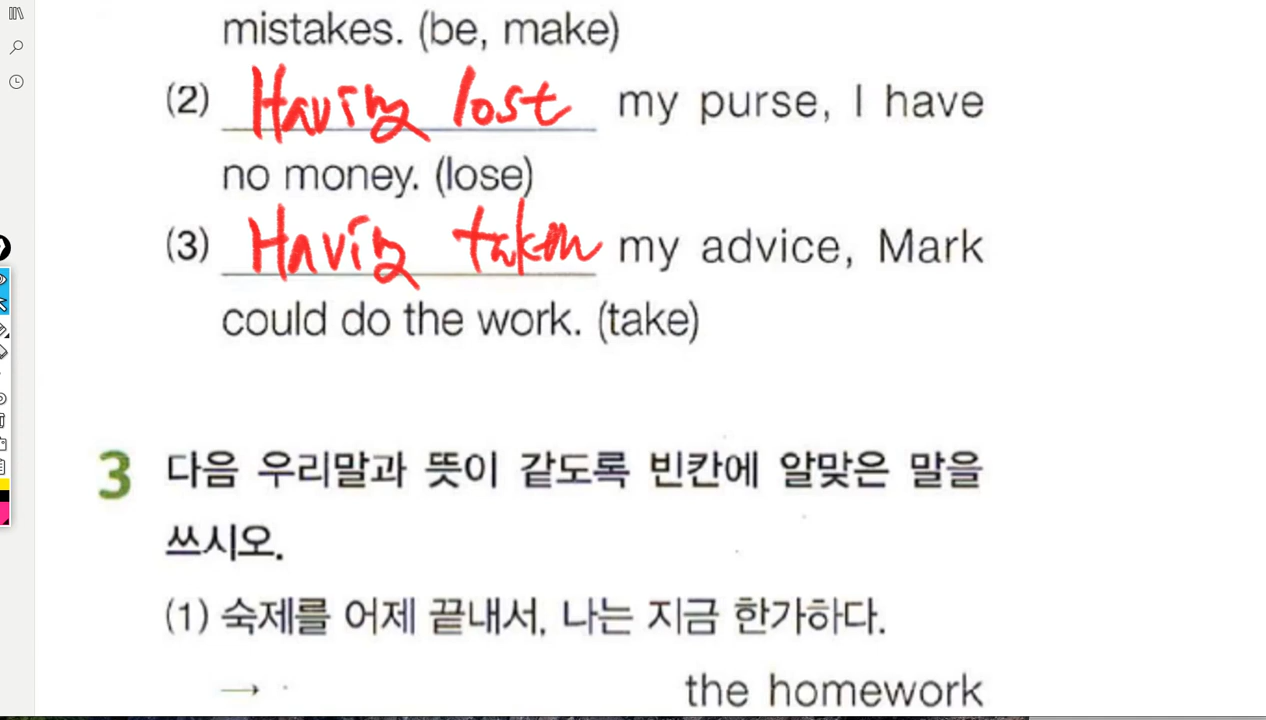 mistakes. (be, make)
(2) Having lost my purse, I have
no money. (lose)
(3) Having taken my advice, Mark
could do the work. (take)
3 다음 우리말과 뜻이 같도록 빈칸에 알맞은 말을
쓰시오.
(1) 숙제를 어제 끝내서, 나는 지금 한가하다.
→ the homework